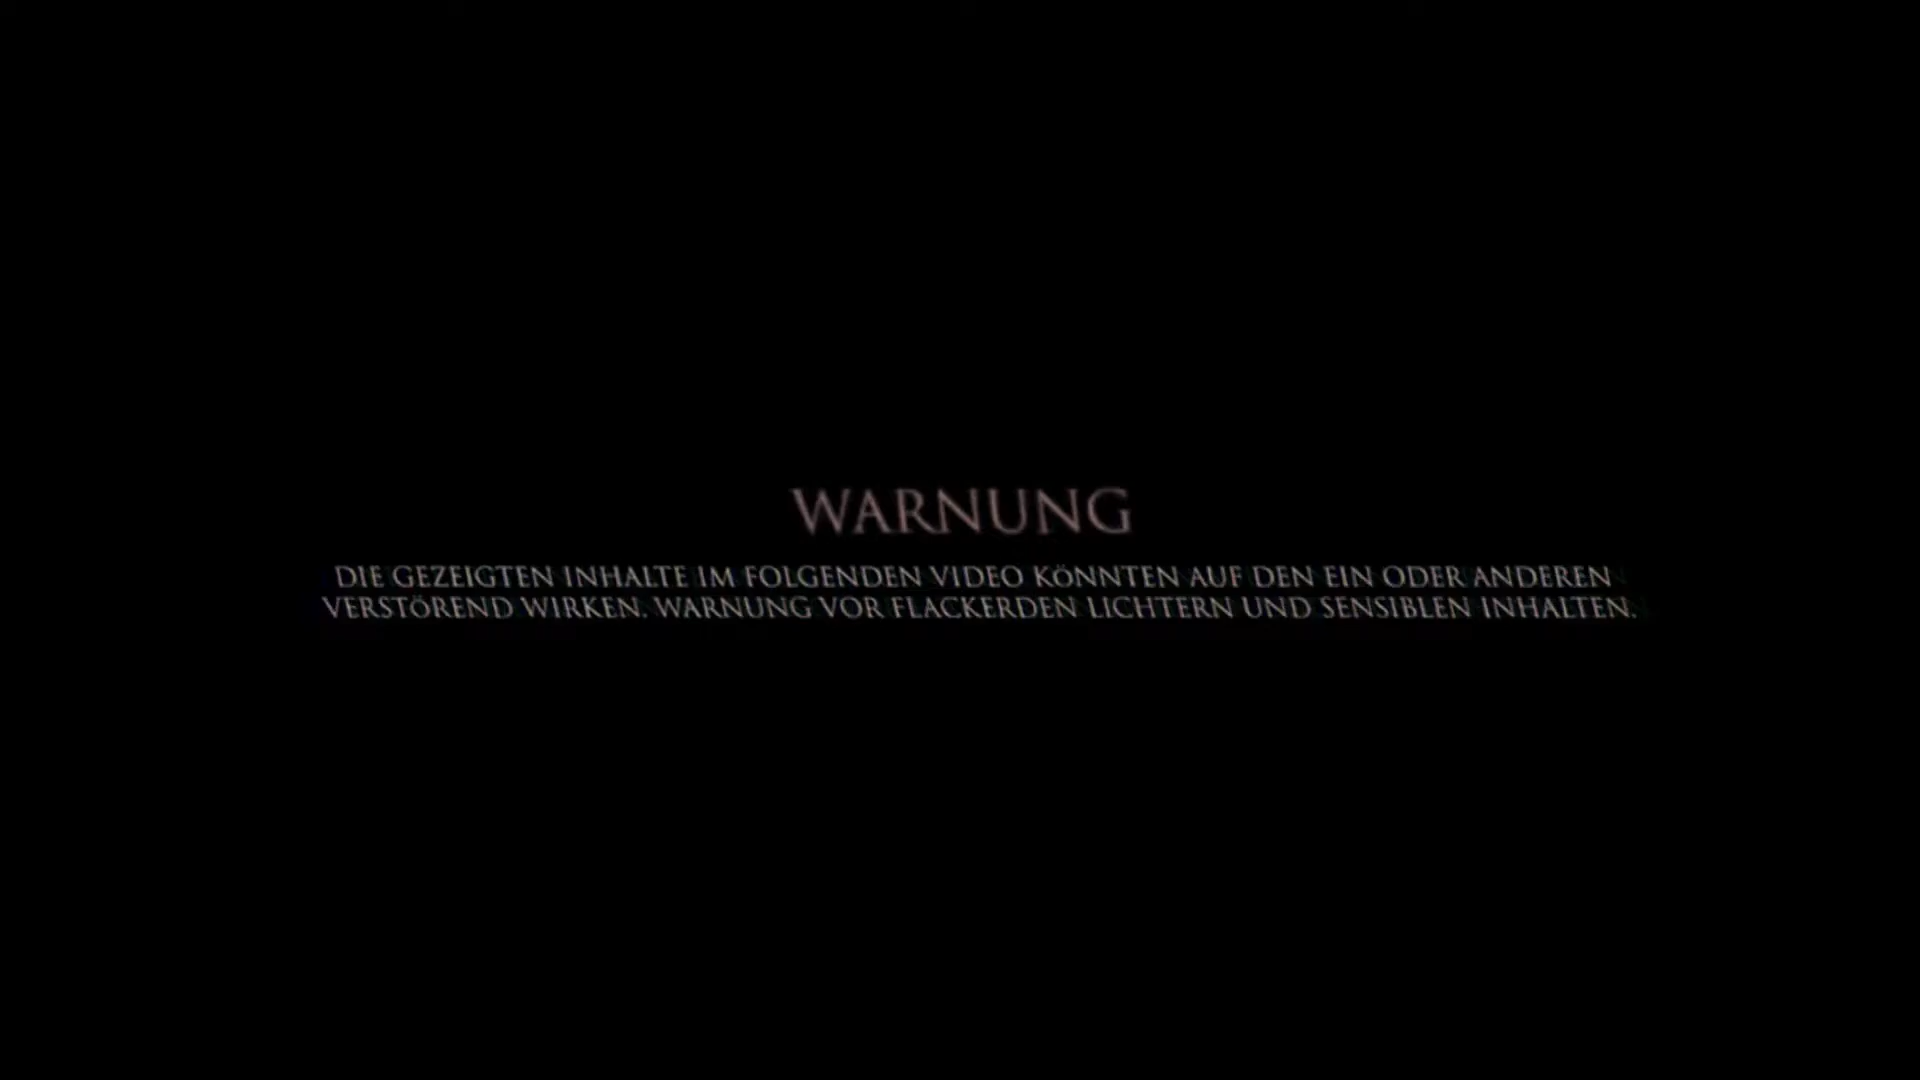 WARNUNG
DIE GEZEIGTEN INHALTE IM FOLGENDEN VIDEO KÖNNTEN AUF DEN EIN ODER ANDEREN
VERSTÖREND WIRKEN. WARNUNG VOR FLACKERDEN LICHTERN UND SENSIBLEN INHALTEN.